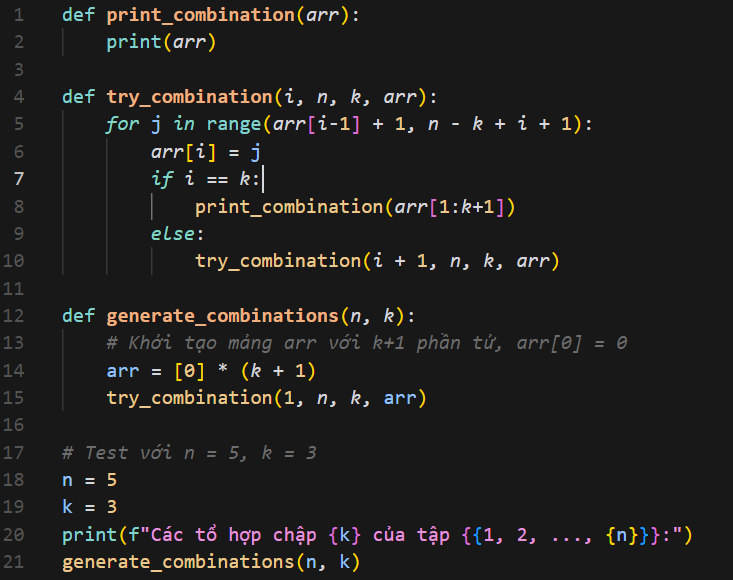 1 def print_combination(arr):
2     print(arr)
3
4 def try_combination(i, n, k, arr):
5     for j in range(arr[i-1] + 1, n - k + i + 1):
6         arr[i] = j
7         if i == k:
8             print_combination(arr[1:k+1])
9         else:
10             try_combination(i + 1, n, k, arr)
11
12 def generate_combinations(n, k):
13     # Khởi tạo mảng arr với k+1 phần tử, arr[0] = 0
14     arr = [0] * (k + 1)
15     try_combination(1, n, k, arr)
16
17 # Test với n = 5, k = 3
18 n = 5
19 k = 3
20 print(f"Các tổ hợp chập {k} của tập {{1, 2, ..., {n}}}:")
21 generate_combinations(n, k)